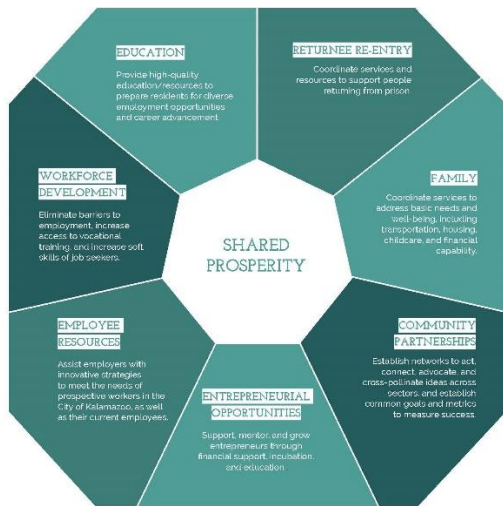 EDUCATION
Provide high-quality
education/resources to
prepare residents for diverse
employment opportunities
and career advancement
RETURNEE RE-ENTRY
Coordinate services and
resources to support people
returning from prison
FAMILY
Coordinate services to
address basic needs and
well-being, including
transportation, housing,
childcare, and financial
capability.
COMMUNITY
PARTNERSHIPS
Establish networks to act,
connect, advocate, and
cross-pollinate ideas across
sectors, and establish
common goals and metrics
to measure success.
ENTREPRENEURIAL
OPPORTUNITIES
Support, mentor, and grow
entrepreneurs through
financial support, incubation,
and education
EMPLOYEE
RESOURCES
Assist employers with
innovative strategies
to meet the needs of
prospective workers in the
City of Kalamazoo, as well
as their current employees.
WORKFORCE
DEVELOPMENT
Eliminate barriers to
employment, increase
access to vocational
training, and increase soft
skills of job seekers.
SHARED
PROSPERITY